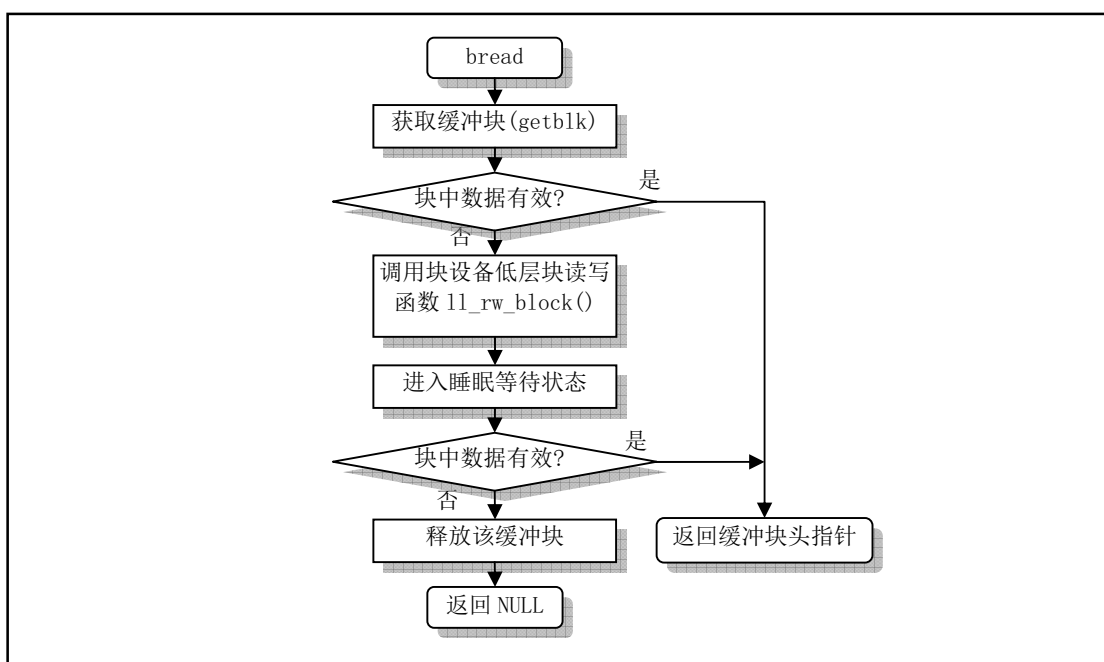 bread
获取缓冲块(getblk)
是
块中数据有效?
否
调用块设备低层块读写
函数 ll_rw_block()
进入睡眠等待状态
是
块中数据有效?
否
释放该缓冲块
返回缓冲块头指针
返回 NULL